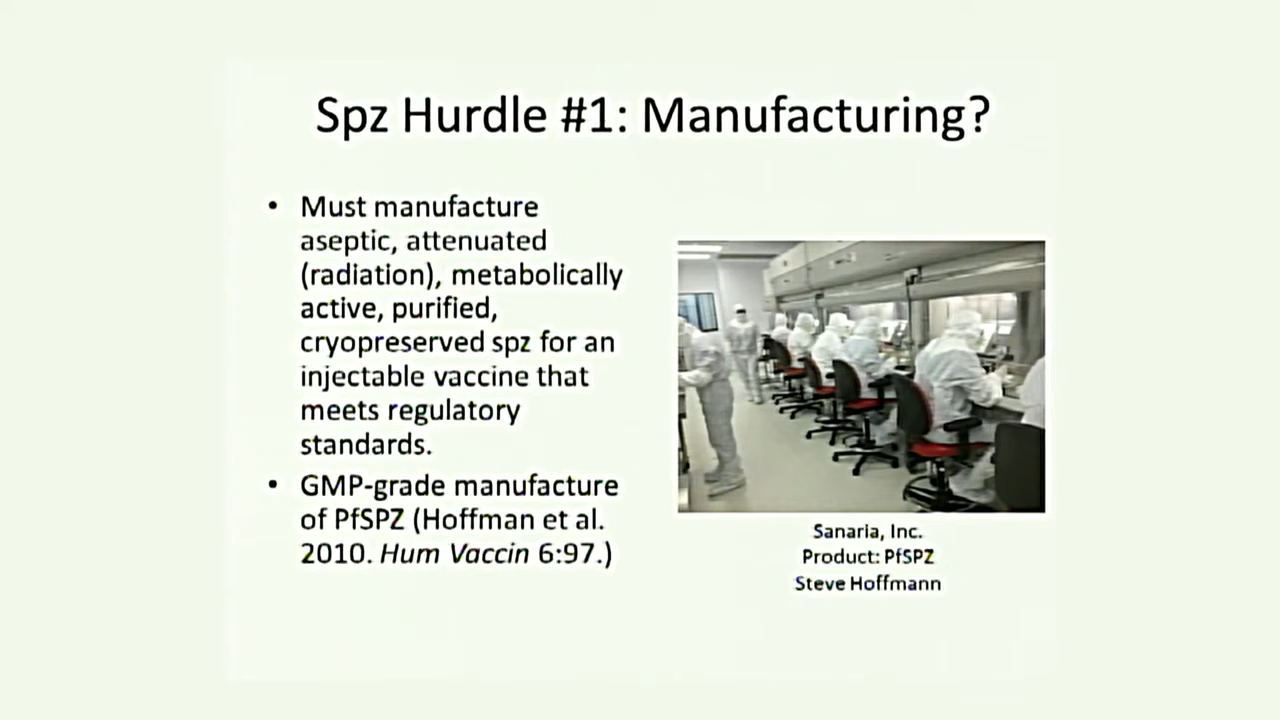 Spz Hurdle #1: Manufacturing?
• Must manufacture
aseptic, attenuated
(radiation), metabolically
active, purified,
cryopreserved spz for an
injectable vaccine that
meets regulatory
standards.
• GMP-grade manufacture
of PfSPZ (Hoffman et al.
2010. Hum Vaccin 6:97.)
Sanaria, Inc.
Product: PfSPZ
Steve Hoffmann